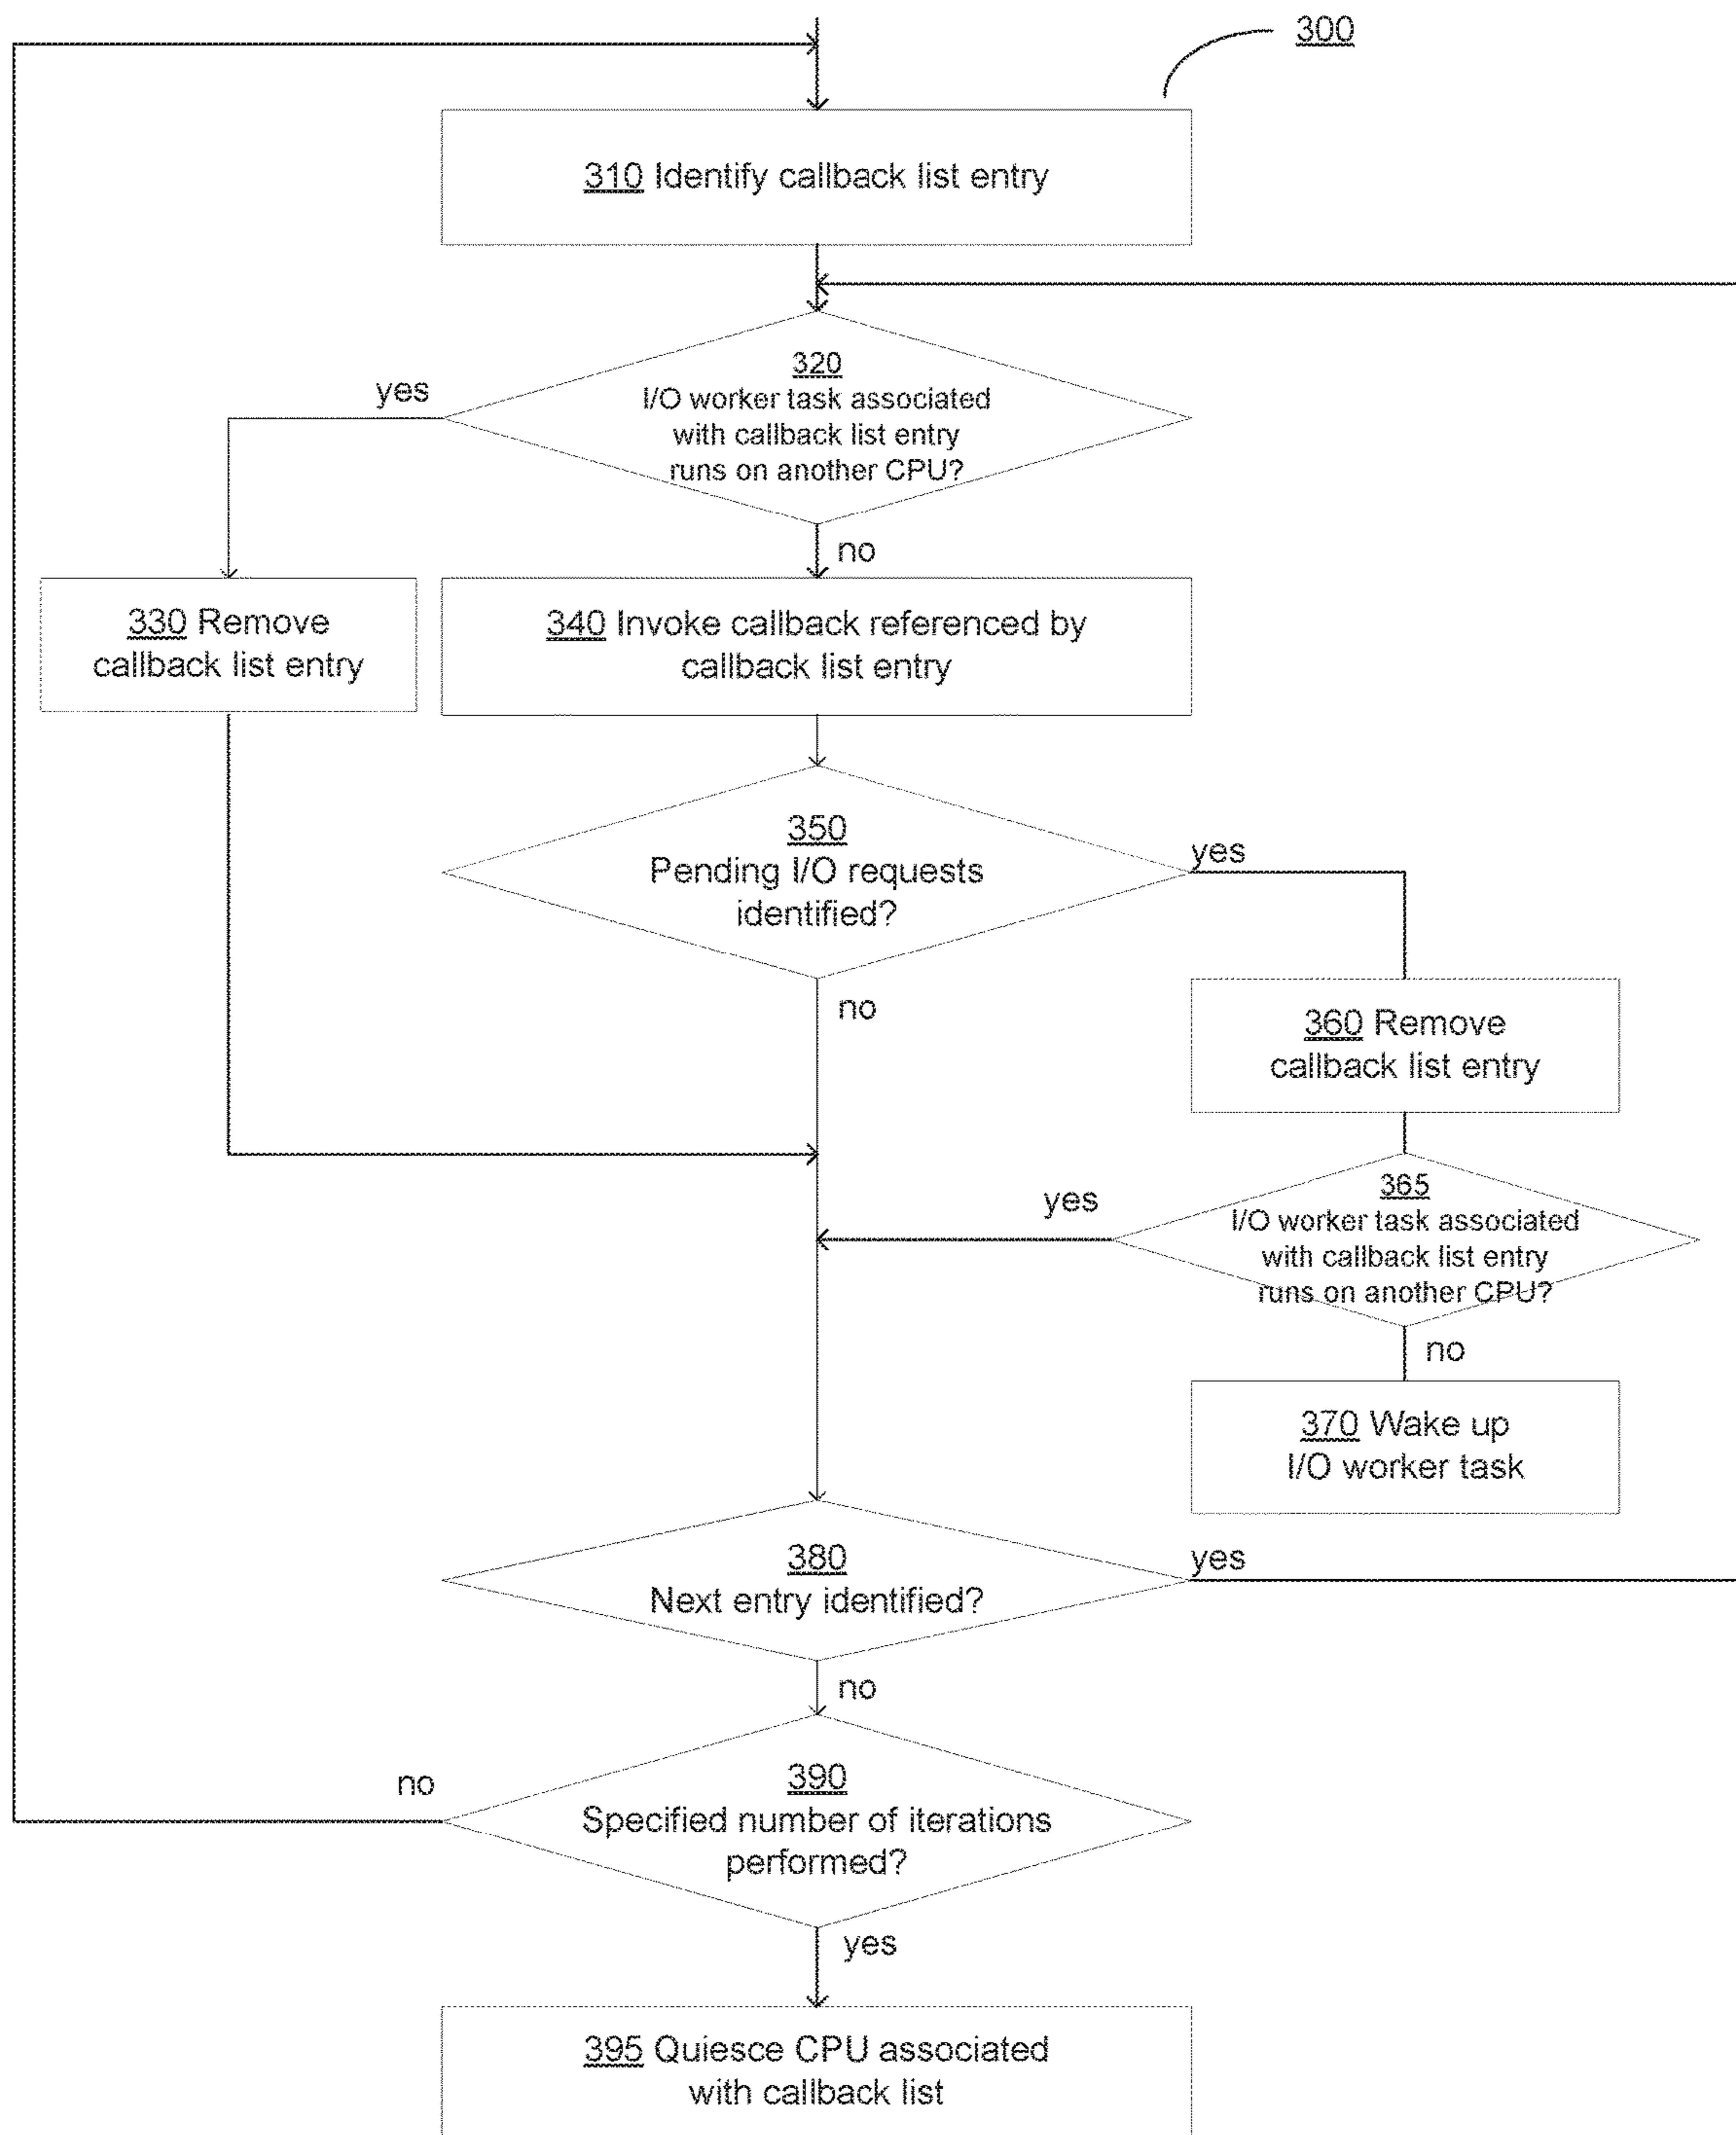 300
310 Identify callback list entry
320
I/O worker task associated
with callback list entry
runs on another CPU?
yes
no
330 Remove
callback list entry
340 Invoke callback referenced by
callback list entry
350
Pending I/O requests
identified?
yes
no
360 Remove
callback list entry
365
I/O worker task associated
with callback list entry
runs on another CPU?
yes
no
370 Wake up
I/O worker task
380
Next entry identified?
yes
no
390
Specified number of iterations
performed?
no
yes
395 Quiesce CPU associated
with callback list